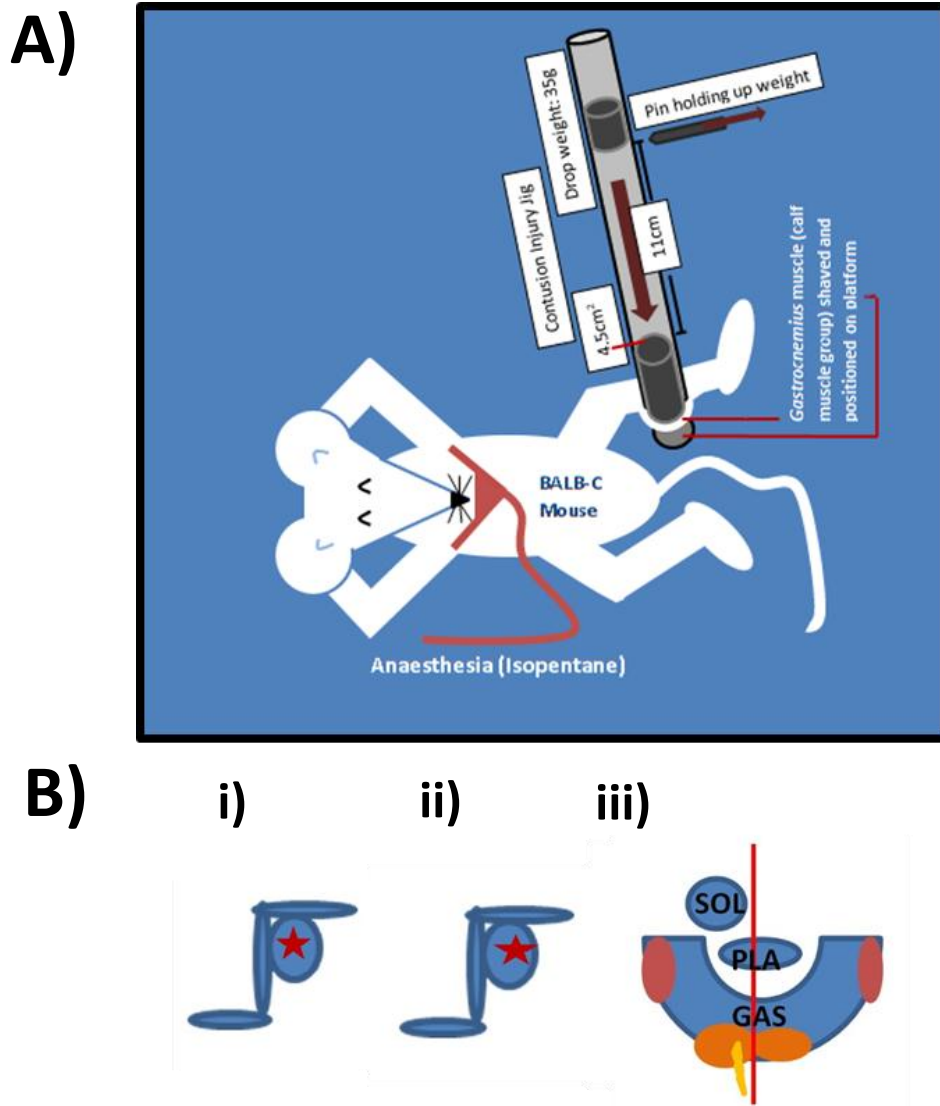 A)
Drop weight: 35g
Pin holding up weight
Contusion Injury Jig
11cm
4.5cm²
Gastrocnemius muscle (calf
muscle group) shaved and
positioned on platform
BALB-C
Mouse
Anaesthesia (Isopentane)
B)
i)
ii)
iii)
SOL
PLA
GAS